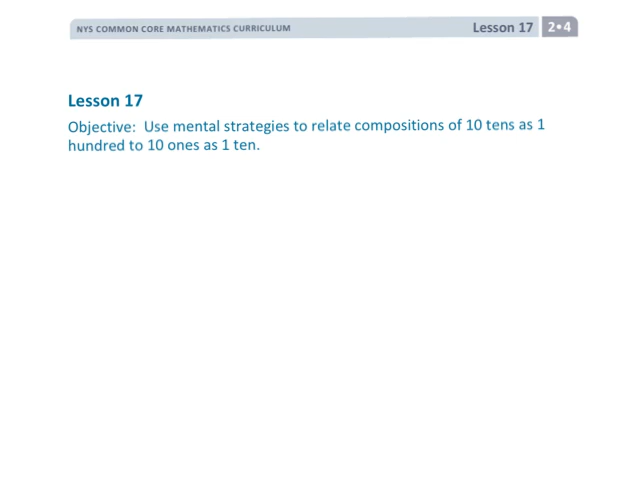 NYS COMMON CORE MATHEMATICS CURRICULUM Lesson 17 2•4
Lesson 17
Objective: Use mental strategies to relate compositions of 10 tens as 1
hundred to 10 ones as 1 ten.